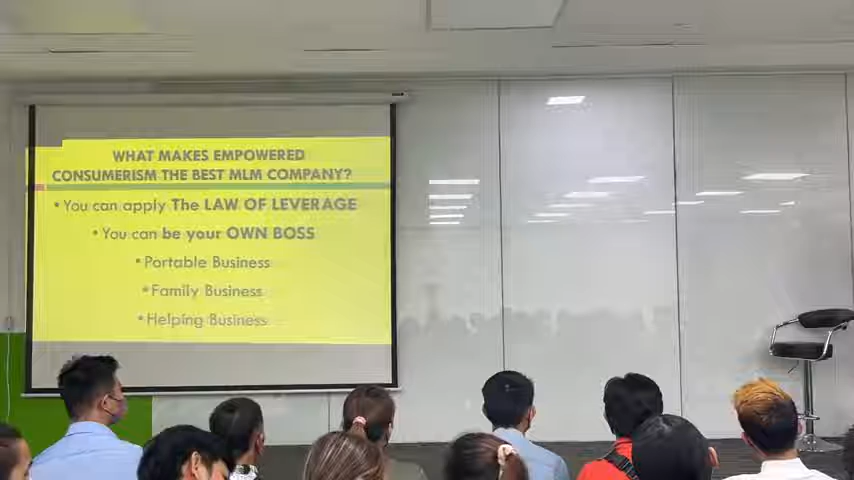 WHAT MAKES EMPOWERED
CONSUMERISM THE BEST MLM COMPANY?
• You can apply The LAW OF LEVERAGE
• You can be your OWN BOSS
• Portable Business
• Family Business
• Helping Business